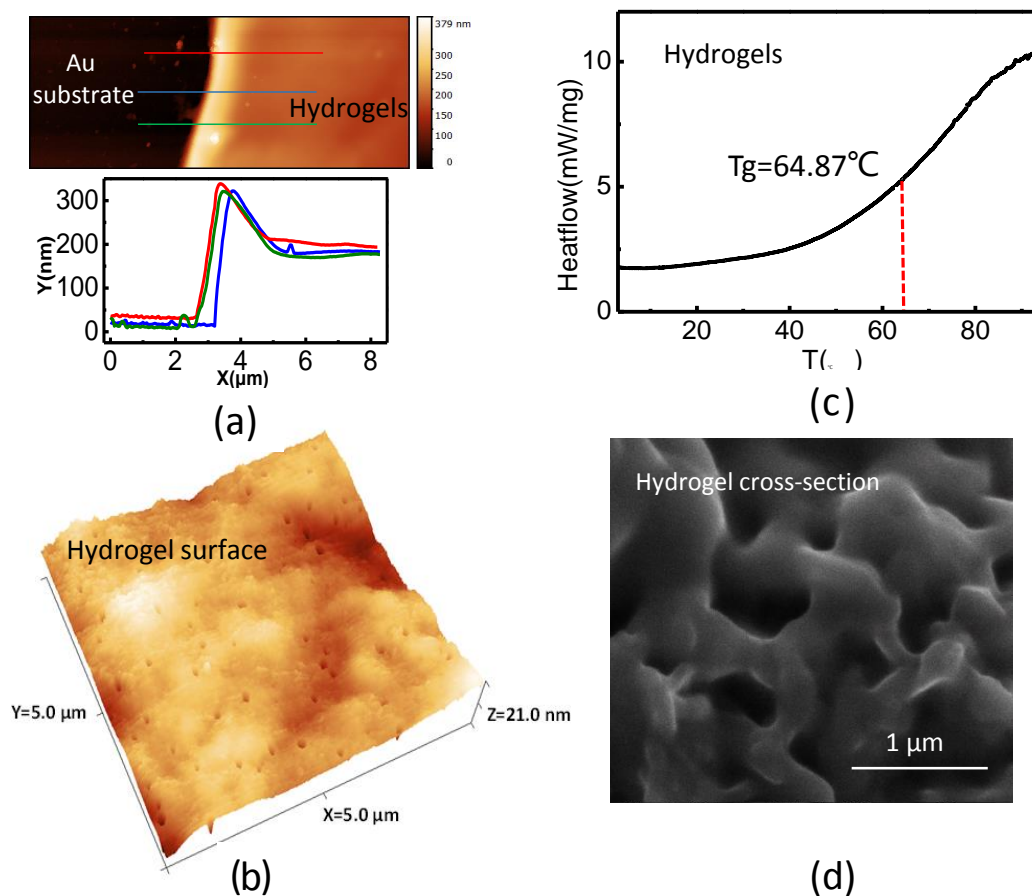 379 nm
300
250
200
150
100
0
Au
substrate
Hydrogels
Y(nm)
300
200
100
0
0
2
4
6
8
X(µm)
(a)
Heatflow(mW/mg)
10
5
0
Hydrogels
Tg=64.87℃
20
40
60
80
T(
)
(c)
Hydrogel surface
Y=5.0 µm
X=5.0 µm
Z=21.0 nm
(b)
Hydrogel cross-section
1 µm
(d)